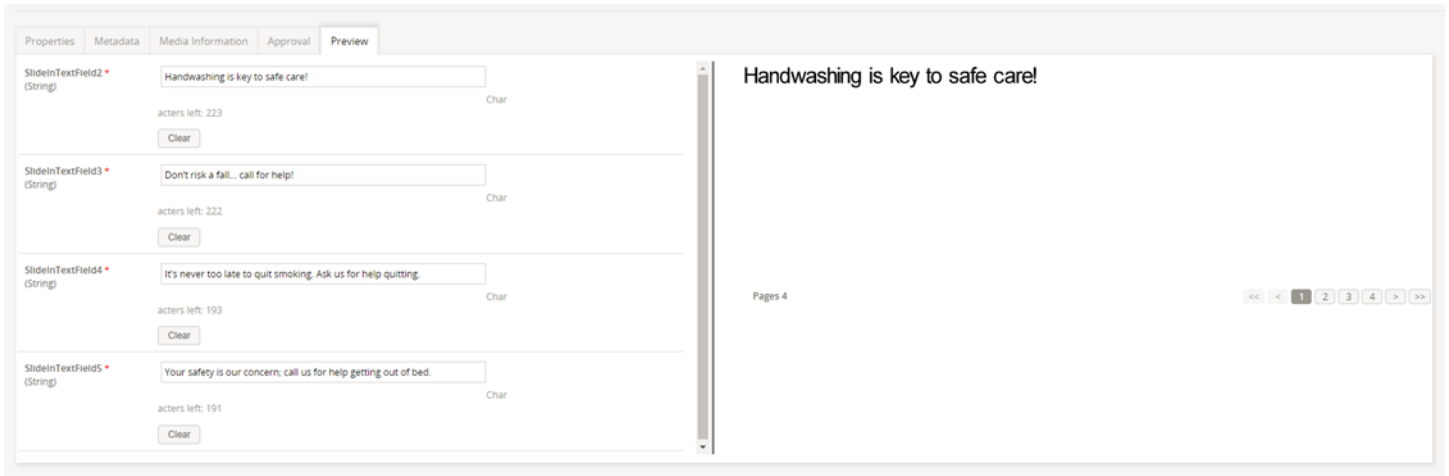 Properties Metadata Media Information Approval Preview
SlideInTextField2 *
(String)
Handwashing is key to safe care!
Char
acters left: 223
Clear
SlideInTextField3 *
(String)
Don't risk a fall... call for help!
Char
acters left: 222
Clear
SlideInTextField4 *
(String)
It's never too late to quit smoking. Ask us for help quitting.
Char
acters left: 193
Clear
SlideInTextField5 *
(String)
Your safety is our concern; call us for help getting out of bed.
Char
acters left: 191
Clear
Handwashing is key to safe care!
Pages 4 << < 1 2 3 4 > >>